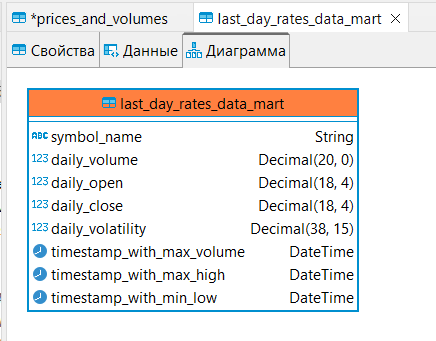 *prices_and_volumes last_day_rates_data_mart
Свойства Данные Диаграмма
last_day_rates_data_mart
ABC symbol_name String
123 daily_volume Decimal(20, 0)
123 daily_open Decimal(18, 4)
123 daily_close Decimal(18, 4)
123 daily_volatility Decimal(38, 15)
timestamp_with_max_volume DateTime
timestamp_with_max_high DateTime
timestamp_with_min_low DateTime